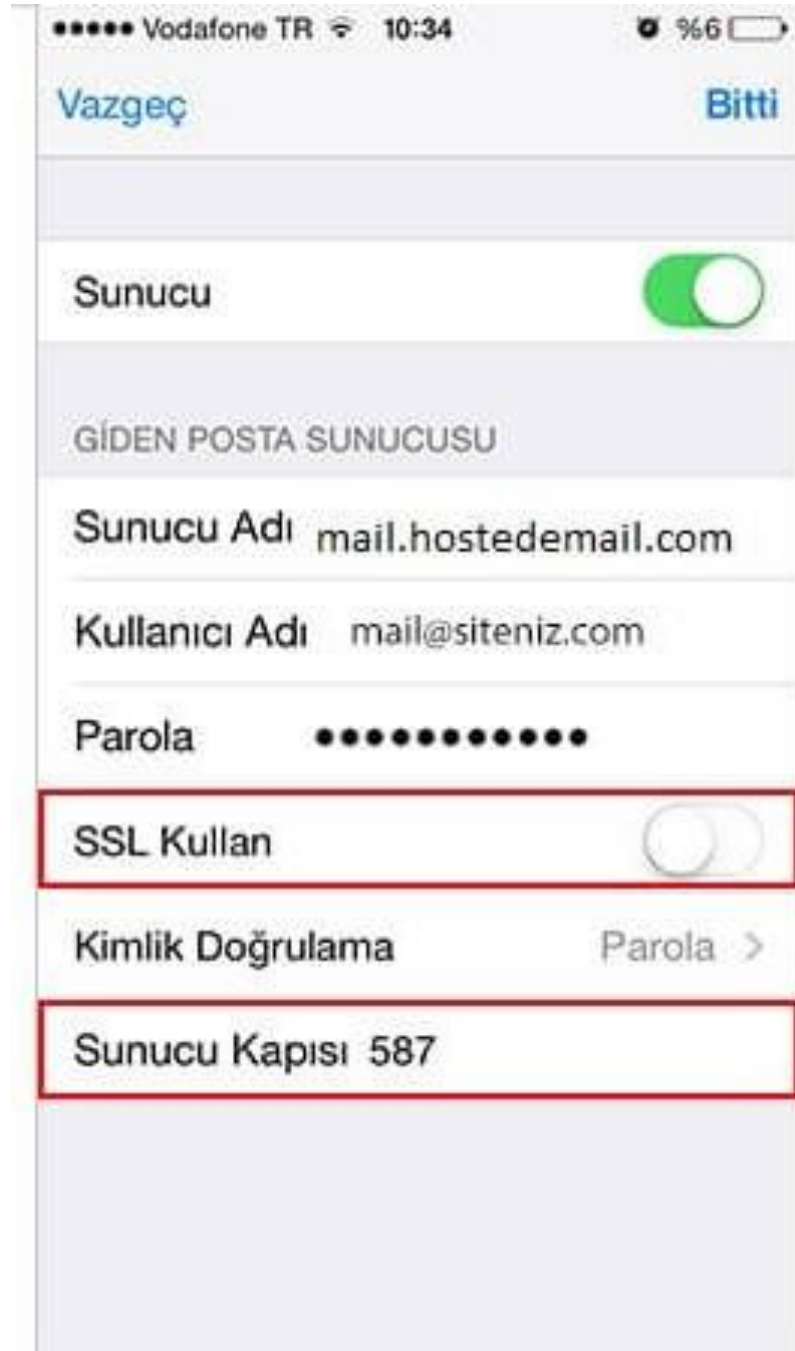 Vodafone TR 10:34 %6
Vazgeç Bitti
Sunucu
GİDEN POSTA SUNUCUSU
Sunucu Adı mail.hostedemail.com
Kullanıcı Adı mail@siteniz.com
Parola •••••••••••
SSL Kullan
Kimlik Doğrulama Parola >
Sunucu Kapısı 587